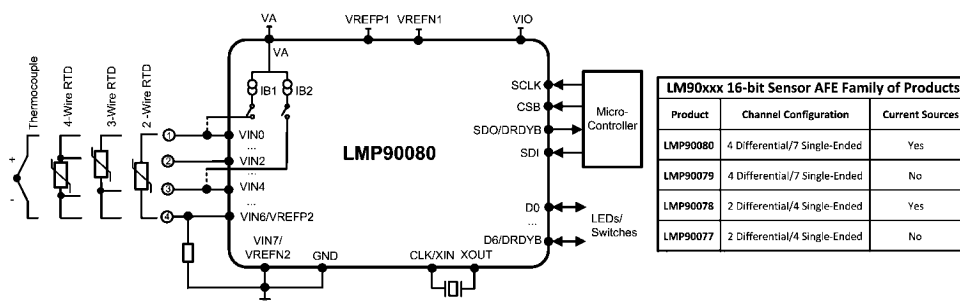 VA
VREFP1 VREFN1
VIO
VA
IB1
IB2
Thermocouple
+
-
4-Wire RTD
3-Wire RTD
2-Wire RTD
1
VIN0
...
2
VIN2
...
3
VIN4
...
4
VIN6/VREFP2
VIN7/
VREFN2
GND
CLK/XIN XOUT
LMP90080
SCLK
CSB
SDO/DRDYB
SDI
D0
...
D6/DRDYB
Micro-
Controller
LEDs/
Switches
LM90xxx 16-bit Sensor AFE Family of Products
Product Channel Configuration Current Sources
LMP90080 4 Differential/7 Single-Ended Yes
LMP90079 4 Differential/7 Single-Ended No
LMP90078 2 Differential/4 Single-Ended Yes
LMP90077 2 Differential/4 Single-Ended No